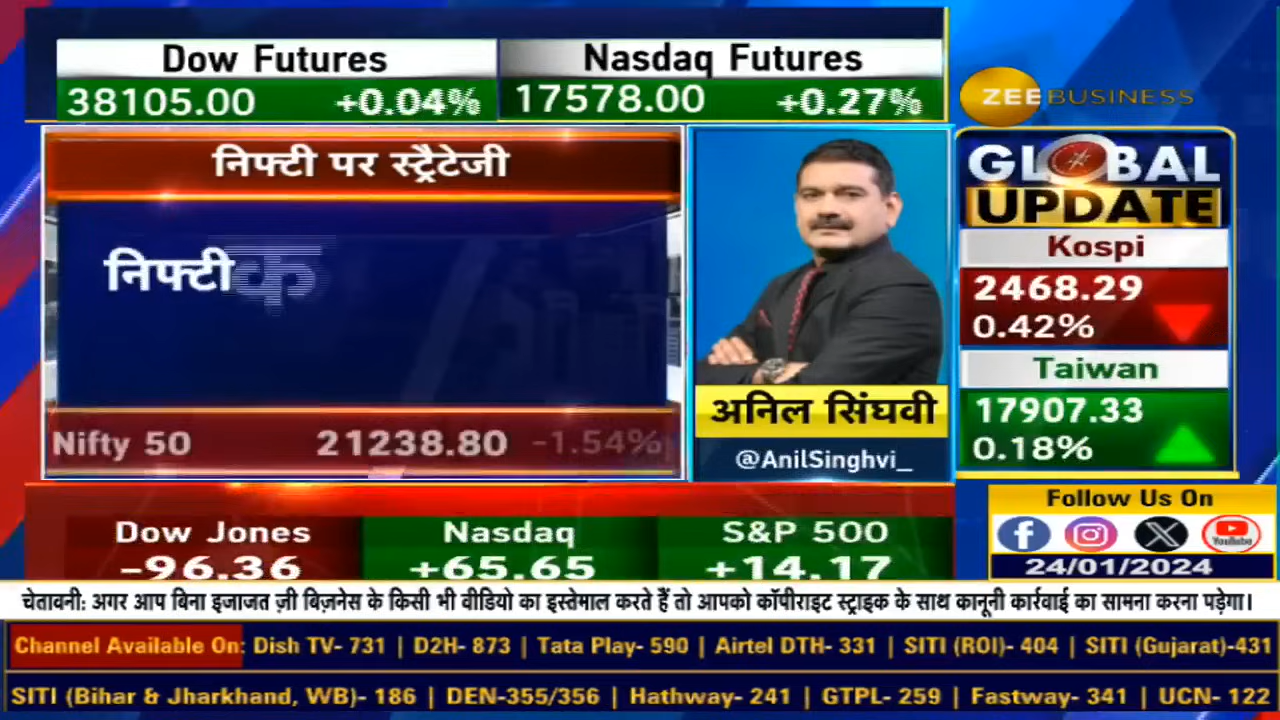 Dow Futures
38105.00 +0.04%
Nasdaq Futures
17578.00 +0.27%
ZEEBUSINESS
निफ्टी पर स्ट्रैटेजी
निफ्टी क
Nifty 50 21238.80 -1.54%
अनिल सिंघवी
@AnilSinghvi_
GLOBAL
UPDATE
Kospi
2468.29
0.42%
Taiwan
17907.33
0.18%
Dow Jones
-96.36
Nasdaq
+65.65
S&P 500
+14.17
Follow Us On
YouTube
24/01/2024
चेतावनी: अगर आप बिना इजाजत ज़ी बिज़नेस के किसी भी वीडियो का इस्तेमाल करते हैं तो आपको कॉपीराइट स्ट्राइक के साथ कानूनी कार्रवाई का सामना करना पड़ेगा।
Channel Available On: Dish TV- 731 | D2H- 873 | Tata Play- 590 | Airtel DTH- 331 | SITI (ROI)- 404 | SITI (Gujarat)-431
SITI (Bihar & Jharkhand, WB)- 186 | DEN-355/356 | Hathway- 241 | GTPL- 259 | Fastway- 341 | UCN- 122